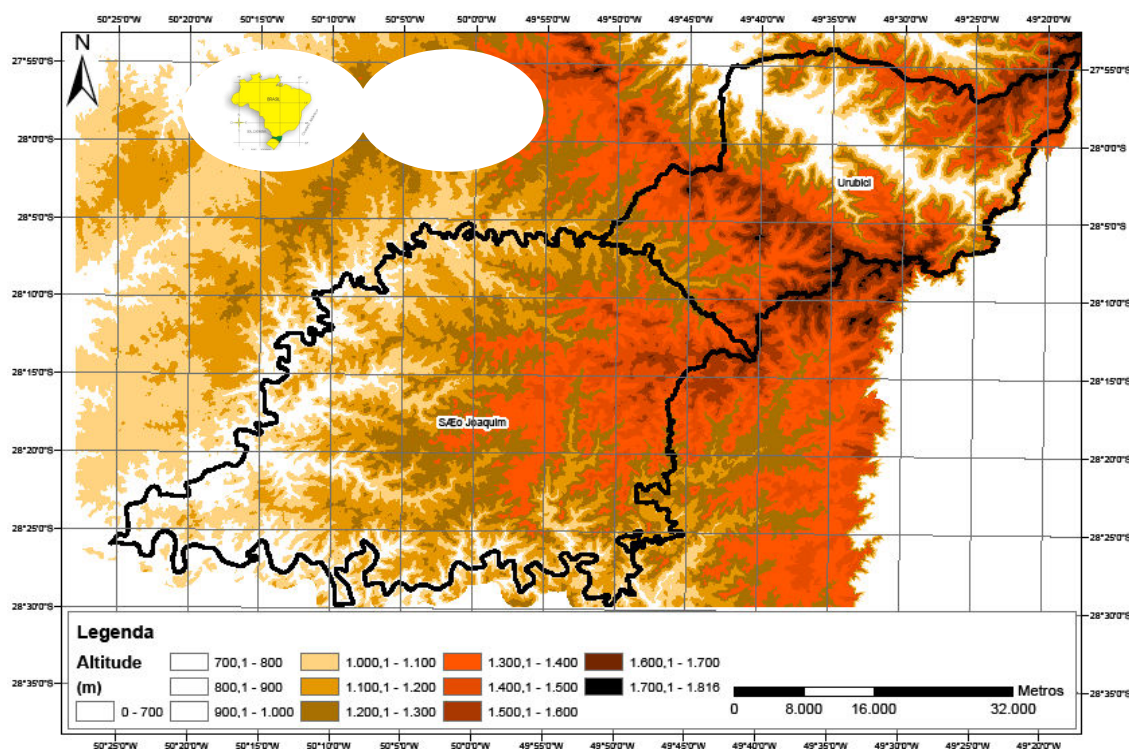 50°25'0"W 50°20'0"W 50°15'0"W 50°10'0"W 50°5'0"W 50°0'0"W 49°55'0"W 49°50'0"W 49°45'0"W 49°40'0"W 49°35'0"W 49°30'0"W 49°25'0"W 49°20'0"W
N
27°55'0"S 27°55'0"S
BRASIL
28°0'0"S 28°0'0"S
Urubici
28°5'0"S 28°5'0"S
28°10'0"S 28°10'0"S
28°15'0"S 28°15'0"S
SÆo Joaquim
28°20'0"S 28°20'0"S
28°25'0"S 28°25'0"S
28°30'0"S 28°30'0"S
Legenda
Altitude
(m)
0 - 700
700,1 - 800
800,1 - 900
900,1 - 1.000
1.000,1 - 1.100
1.100,1 - 1.200
1.200,1 - 1.300
1.300,1 - 1.400
1.400,1 - 1.500
1.500,1 - 1.600
1.600,1 - 1.700
1.700,1 - 1.816
Metros
0 8.000 16.000 32.000
28°35'0"S 28°35'0"S
50°25'0"W 50°20'0"W 50°15'0"W 50°10'0"W 50°5'0"W 50°0'0"W 49°55'0"W 49°50'0"W 49°45'0"W 49°40'0"W 49°35'0"W 49°30'0"W 49°25'0"W 49°20'0"W